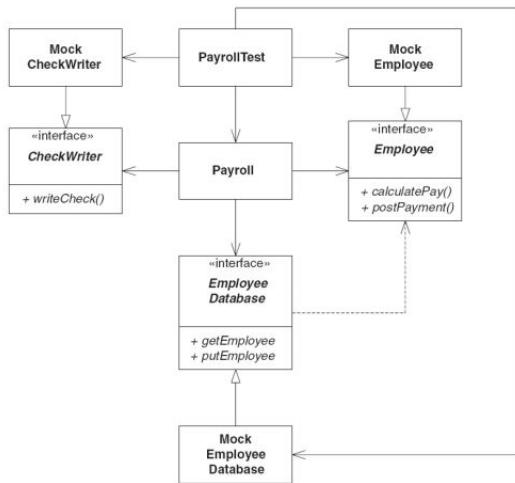 Mock
CheckWriter
PayrollTest
Mock
Employee
«interface»
CheckWriter
+ writeCheck()
Payroll
«interface»
Employee
+ calculatePay()
+ postPayment()
«interface»
Employee
Database
+ getEmployee
+ putEmployee
Mock
Employee
Database